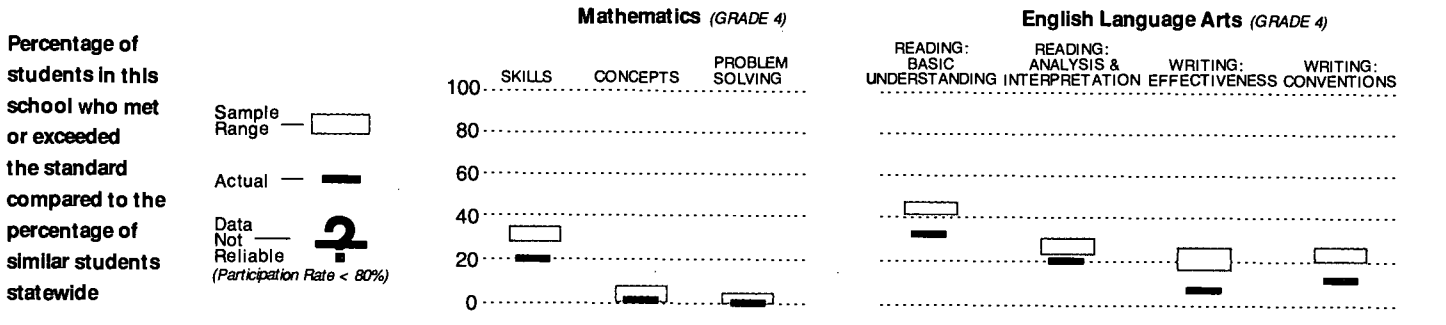 Percentage of
students in this
school who met
or exceeded
the standard
compared to the
percentage of
similar students
statewide
Sample
Range
Actual
Data
Not
Reliable
?
(Participation Rate < 80%)
Mathematics (GRADE 4)
SKILLS
CONCEPTS
PROBLEM
SOLVING
100
80
60
40
20
0
English Language Arts (GRADE 4)
READING:
BASIC
UNDERSTANDING
READING:
ANALYSIS &
INTERPRETATION
WRITING:
EFFECTIVENESS
WRITING:
CONVENTIONS